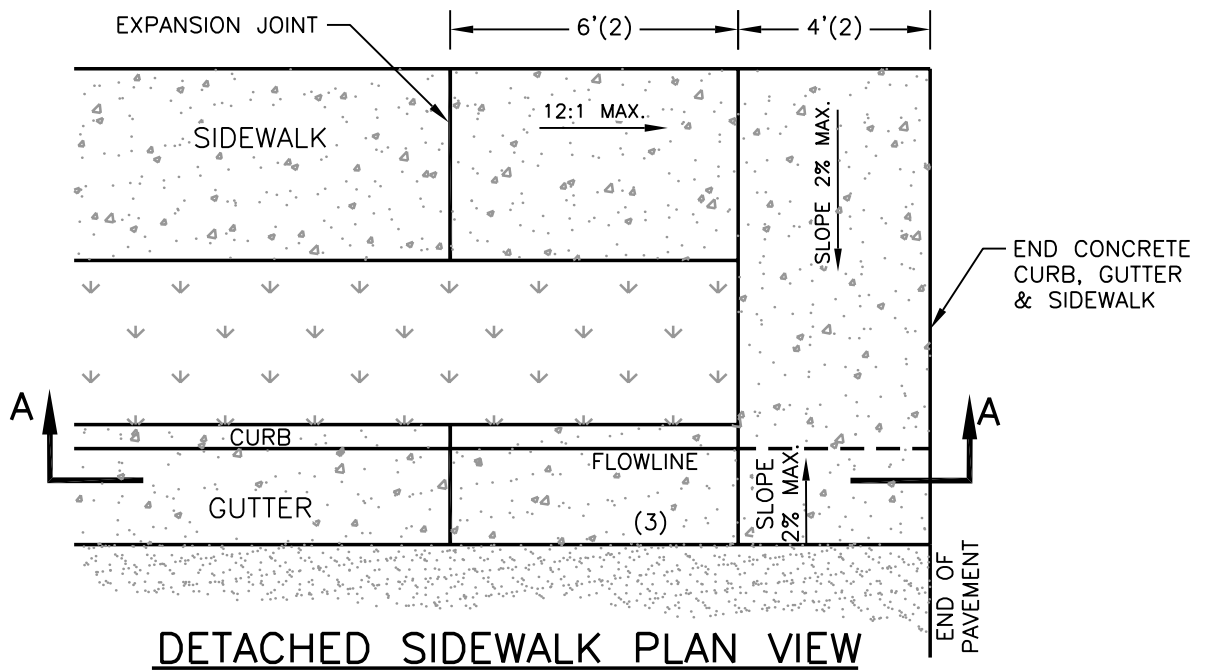 EXPANSION JOINT
6'(2)
4'(2)
12:1 MAX.
SIDEWALK
SLOPE 2% MAX.
END CONCRETE
CURB, GUTTER
& SIDEWALK
A
A
CURB
FLOWLINE
GUTTER
(3)
SLOPE
2% MAX.
END OF
PAVEMENT
DETACHED SIDEWALK PLAN VIEW